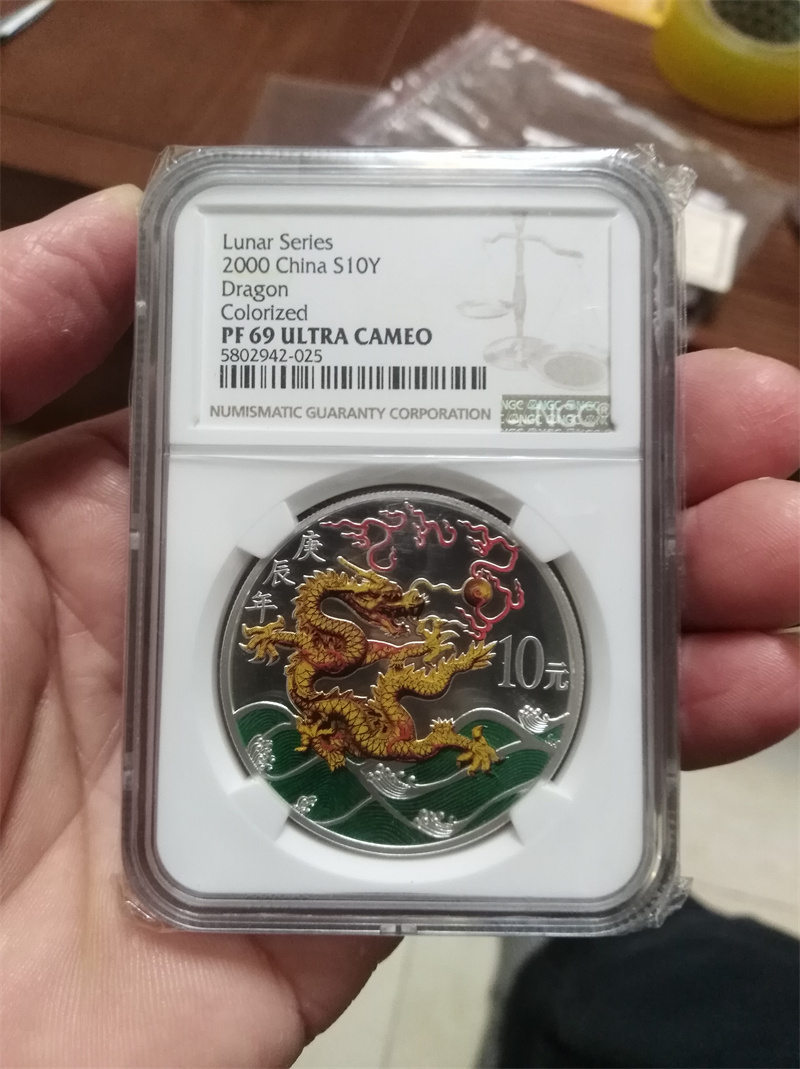 Lunar Series
2000 China S10Y
Dragon
Colorized
PF 69 ULTRA CAMEO
5802942-025
NUMISMATIC GUARANTY CORPORATION
NGC
庚辰年
10元